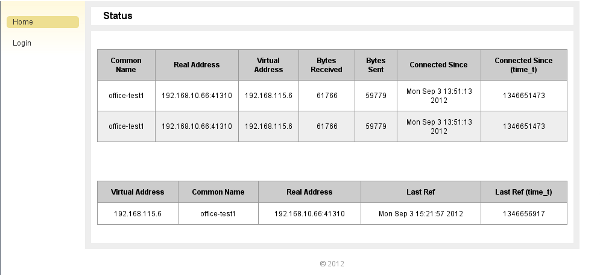 Home
Login
Status
Common Name Real Address Virtual Address Bytes Received Bytes Sent Connected Since Connected Since (time_t)
office-test1 192.168.10.66:41310 192.168.115.6 61766 59779 Mon Sep 3 13:51:13 2012 1346651473
office-test1 192.168.10.66:41310 192.168.115.6 61766 59779 Mon Sep 3 13:51:13 2012 1346651473
Virtual Address Common Name Real Address Last Ref Last Ref (time_t)
192.168.115.6 office-test1 192.168.10.66:41310 Mon Sep 3 15:21:57 2012 1346656917
© 2012